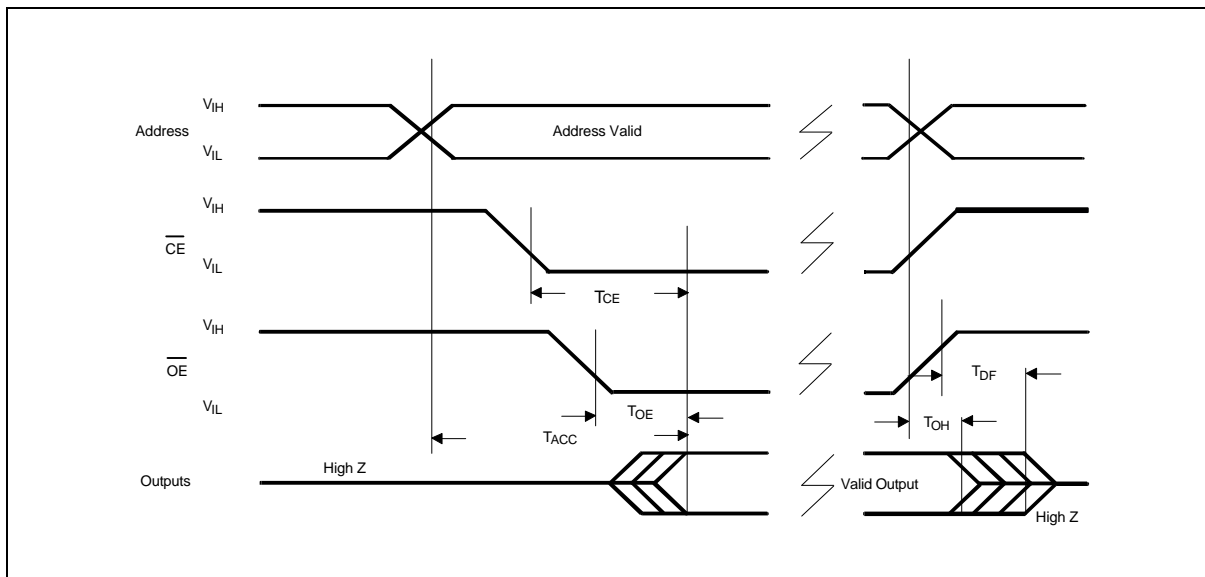 VIH
Address
Address Valid
VIL
VIH
CE
VIL
TCE
VIH
OE
TDF
VIL
TOE
TOH
TACC
High Z
Outputs
Valid Output
High Z